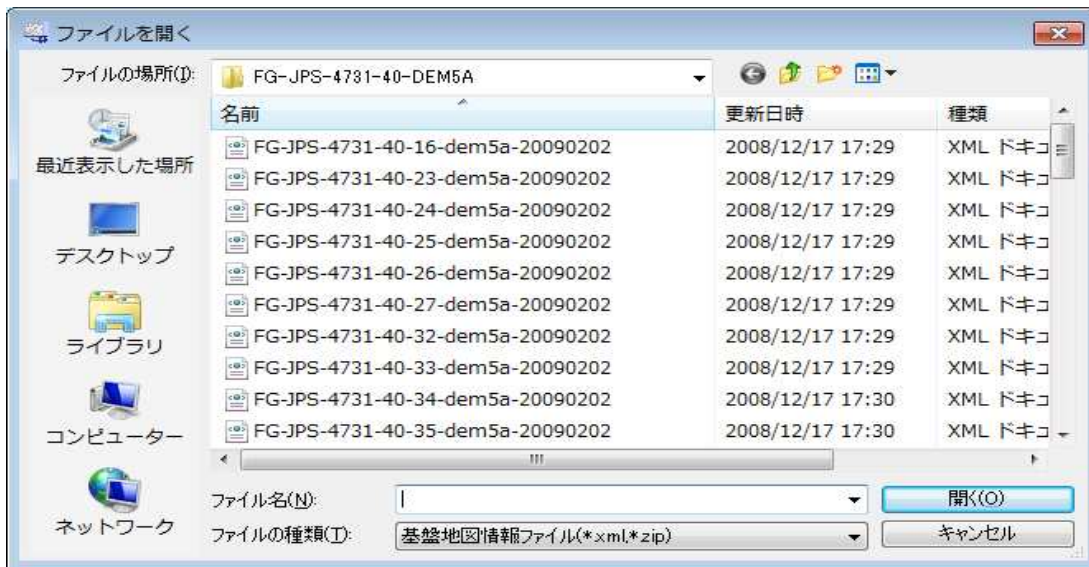 ファイルを開く
ファイルの場所(I):
FG-JPS-4731-40-DEM5A
名前 更新日時 種類
FG-JPS-4731-40-16-dem5a-20090202 2008/12/17 17:29 XML ドキュ
FG-JPS-4731-40-23-dem5a-20090202 2008/12/17 17:29 XML ドキュ
FG-JPS-4731-40-24-dem5a-20090202 2008/12/17 17:29 XML ドキュ
FG-JPS-4731-40-25-dem5a-20090202 2008/12/17 17:29 XML ドキュ
FG-JPS-4731-40-26-dem5a-20090202 2008/12/17 17:29 XML ドキュ
FG-JPS-4731-40-27-dem5a-20090202 2008/12/17 17:29 XML ドキュ
FG-JPS-4731-40-32-dem5a-20090202 2008/12/17 17:29 XML ドキュ
FG-JPS-4731-40-33-dem5a-20090202 2008/12/17 17:29 XML ドキュ
FG-JPS-4731-40-34-dem5a-20090202 2008/12/17 17:30 XML ドキュ
FG-JPS-4731-40-35-dem5a-20090202 2008/12/17 17:30 XML ドキュ
最近表示した場所
デスクトップ
ライブラリ
コンピューター
ネットワーク
ファイル名(N):
開く(O)
ファイルの種類(T):
基盤地図情報ファイル(*.xml,*.zip)
キャンセル